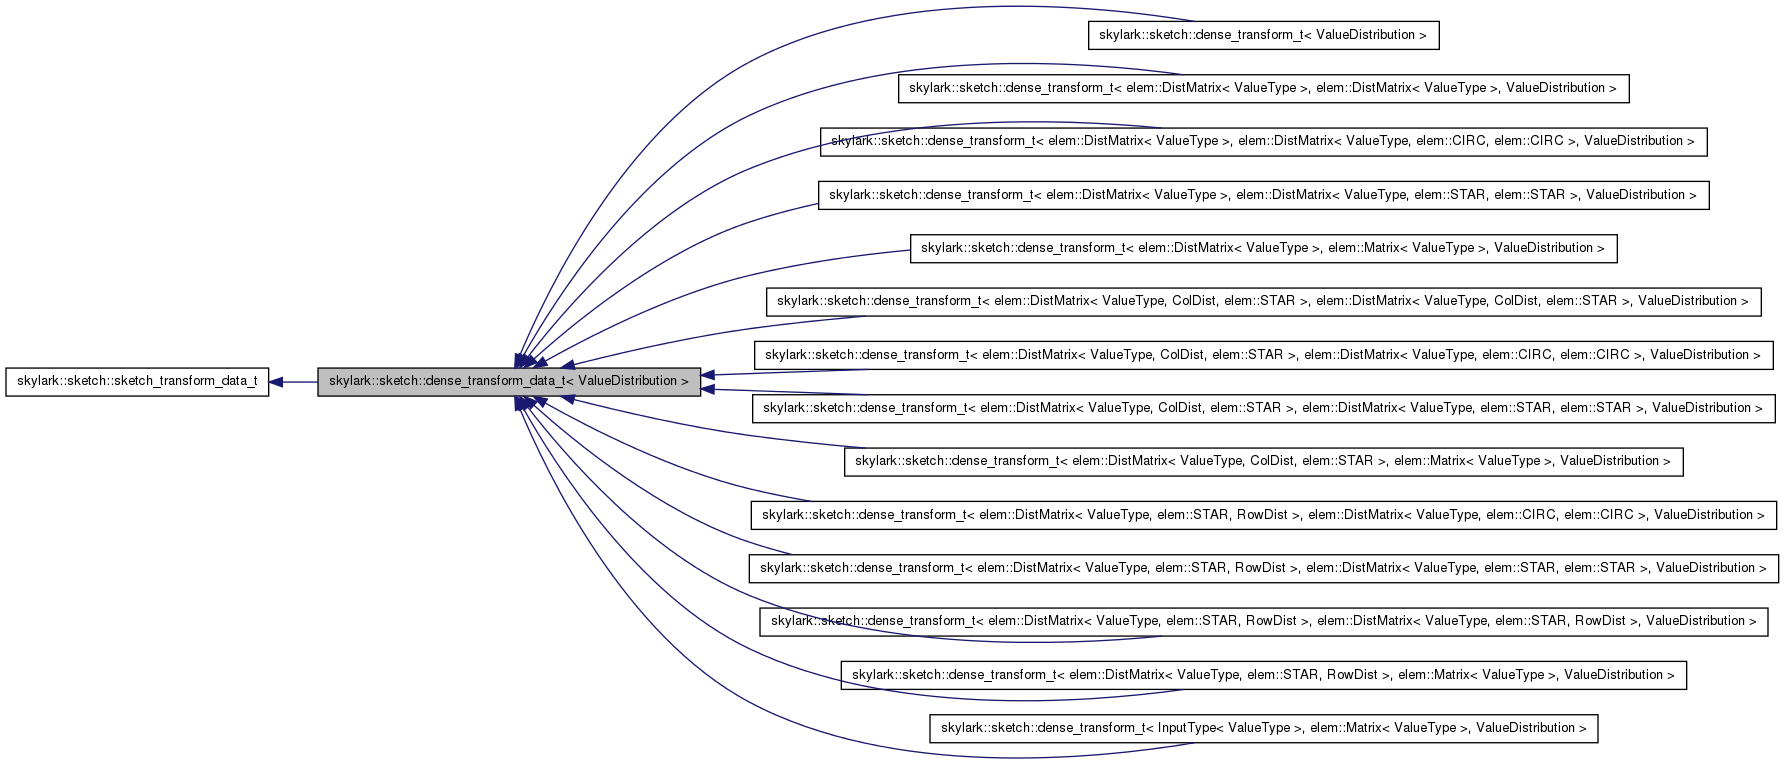 skylark::sketch::sketch_transform_data_t
skylark::sketch::dense_transform_data_t< ValueDistribution >
skylark::sketch::dense_transform_t< ValueDistribution >
skylark::sketch::dense_transform_t< elem::DistMatrix< ValueType >, elem::DistMatrix< ValueType >, ValueDistribution >
skylark::sketch::dense_transform_t< elem::DistMatrix< ValueType >, elem::DistMatrix< ValueType, elem::CIRC, elem::CIRC >, ValueDistribution >
skylark::sketch::dense_transform_t< elem::DistMatrix< ValueType >, elem::DistMatrix< ValueType, elem::STAR, elem::STAR >, ValueDistribution >
skylark::sketch::dense_transform_t< elem::DistMatrix< ValueType >, elem::Matrix< ValueType >, ValueDistribution >
skylark::sketch::dense_transform_t< elem::DistMatrix< ValueType, ColDist, elem::STAR >, elem::DistMatrix< ValueType, ColDist, elem::STAR >, ValueDistribution >
skylark::sketch::dense_transform_t< elem::DistMatrix< ValueType, ColDist, elem::STAR >, elem::DistMatrix< ValueType, elem::CIRC, elem::CIRC >, ValueDistribution >
skylark::sketch::dense_transform_t< elem::DistMatrix< ValueType, ColDist, elem::STAR >, elem::DistMatrix< ValueType, elem::STAR, elem::STAR >, ValueDistribution >
skylark::sketch::dense_transform_t< elem::DistMatrix< ValueType, ColDist, elem::STAR >, elem::Matrix< ValueType >, ValueDistribution >
skylark::sketch::dense_transform_t< elem::DistMatrix< ValueType, elem::STAR, RowDist >, elem::DistMatrix< ValueType, elem::CIRC, elem::CIRC >, ValueDistribution >
skylark::sketch::dense_transform_t< elem::DistMatrix< ValueType, elem::STAR, RowDist >, elem::DistMatrix< ValueType, elem::STAR, elem::STAR >, ValueDistribution >
skylark::sketch::dense_transform_t< elem::DistMatrix< ValueType, elem::STAR, RowDist >, elem::DistMatrix< ValueType, elem::STAR, RowDist >, ValueDistribution >
skylark::sketch::dense_transform_t< elem::DistMatrix< ValueType, elem::STAR, RowDist >, elem::Matrix< ValueType >, ValueDistribution >
skylark::sketch::dense_transform_t< InputType< ValueType >, elem::Matrix< ValueType >, ValueDistribution >